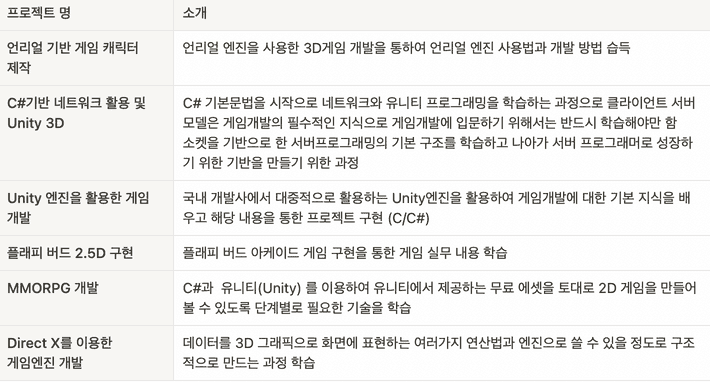 프로젝트 명
소개
언리얼 기반 게임 캐릭터
제작
언리얼 엔진을 사용한 3D게임 개발을 통하여 언리얼 엔진 사용법과 개발 방법 습득
C#기반 네트워크 활용 및
Unity 3D
C# 기본문법을 시작으로 네트워크와 유니티 프로그래밍을 학습하는 과정으로 클라이언트 서버
모델은 게임개발의 필수적인 지식으로 게임개발에 입문하기 위해서는 반드시 학습해야만 함
소켓을 기반으로 한 서버프로그래밍의 기본 구조를 학습하고 나아가 서버 프로그래머로 성장하
기 위한 기반을 만들기 위한 과정
Unity 엔진을 활용한 게임
개발
국내 개발사에서 대중적으로 활용하는 Unity엔진을 활용하여 게임개발에 대한 기본 지식을 배
우고 해당 내용을 통한 프로젝트 구현 (C/C#)
플래피 버드 2.5D 구현
플래피 버드 아케이드 게임 구현을 통한 게임 실무 내용 학습
MMORPG 개발
C#과 유니티(Unity) 를 이용하여 유니티에서 제공하는 무료 에셋을 토대로 2D 게임을 만들어
볼 수 있도록 단계별로 필요한 기술을 학습
Direct X를 이용한
게임엔진 개발
데이터를 3D 그래픽으로 화면에 표현하는 여러가지 연산법과 엔진으로 쓸 수 있을 정도로 구조
적으로 만드는 과정 학습